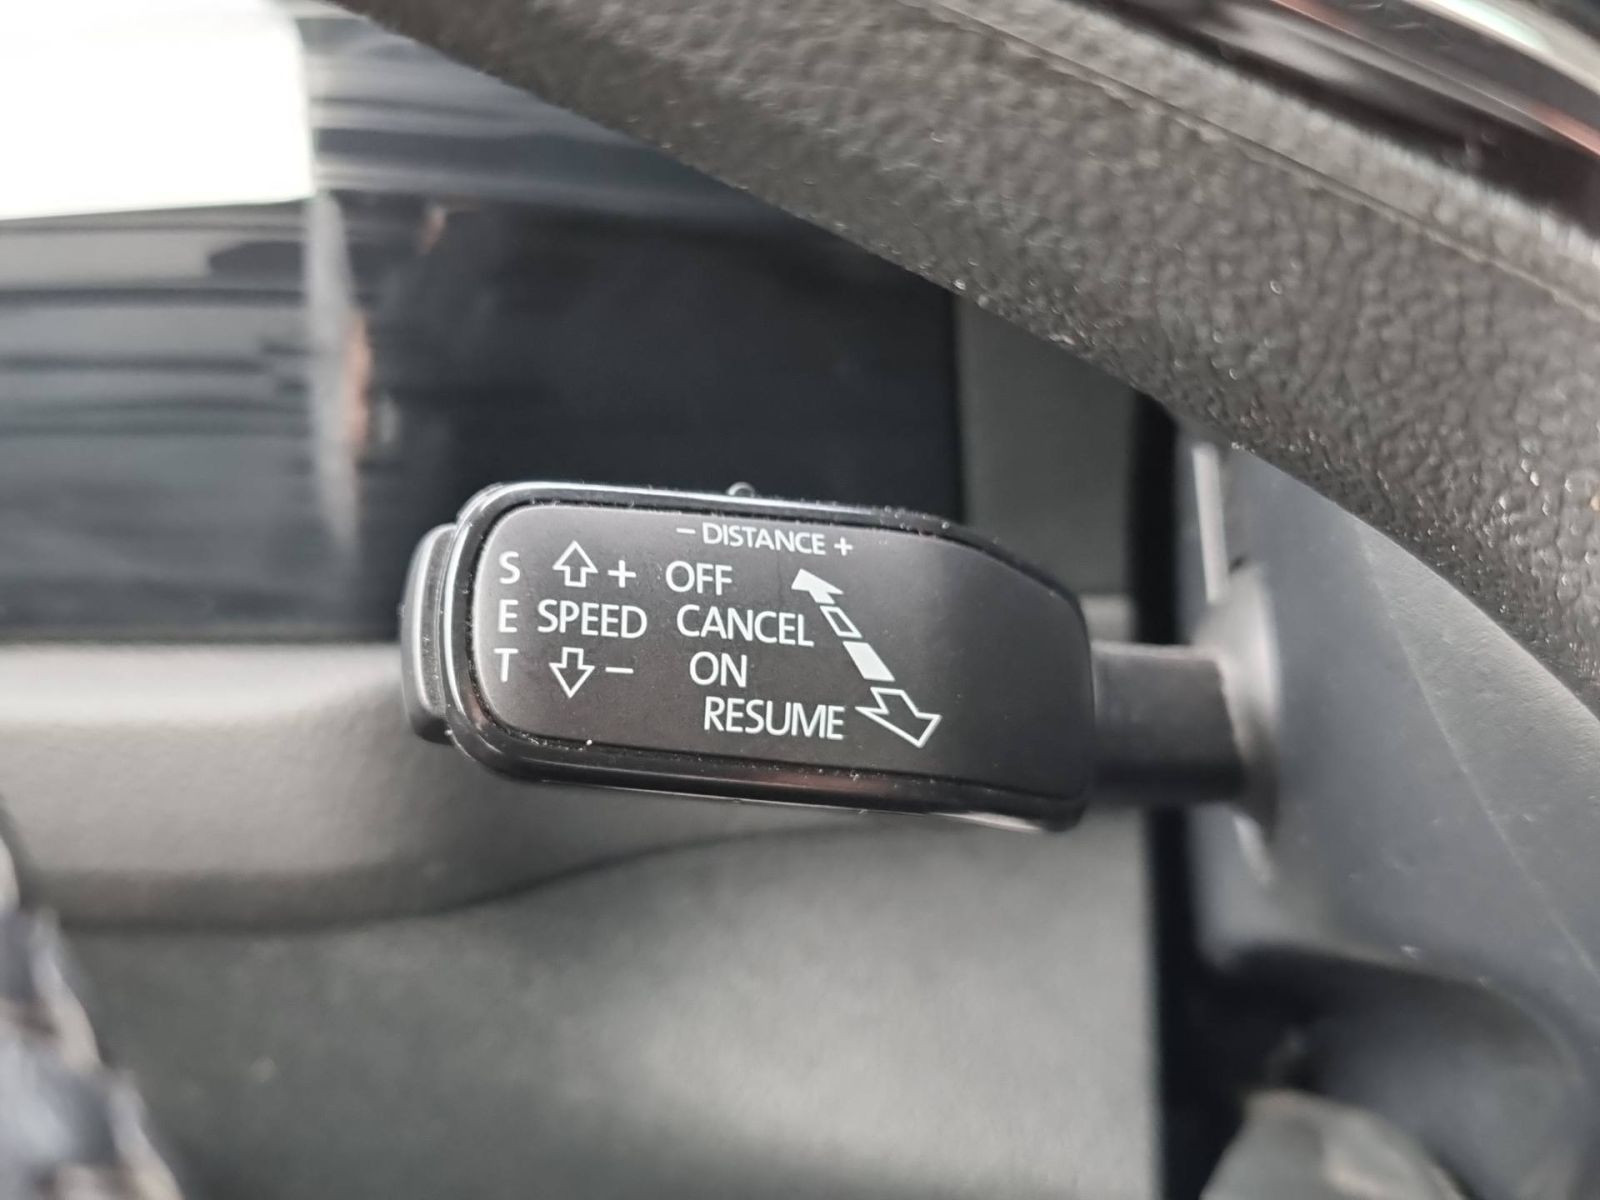 − DISTANCE +
S + OFF
E SPEED CANCEL
T − ON
RESUME